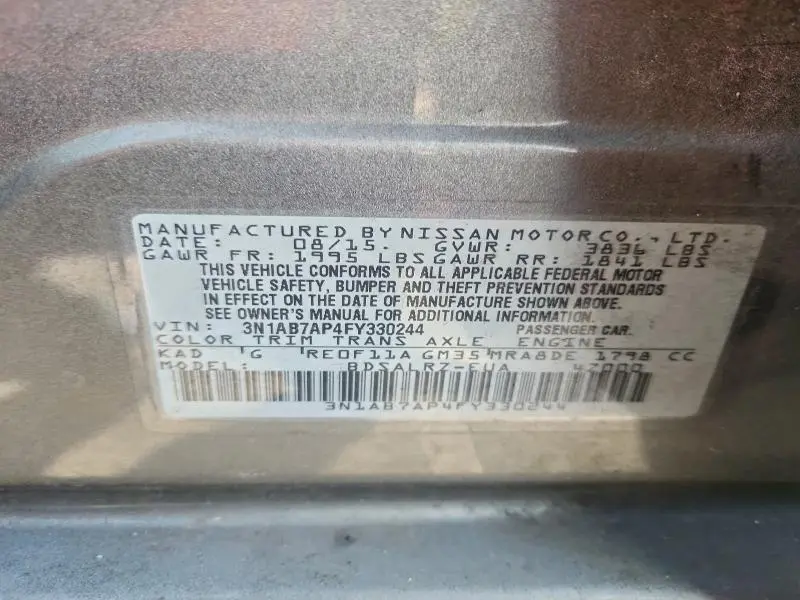 MANUFACTURED BY NISSAN MOTOR CO., LTD.
DATE: 08/15. GVWR: 3836 LBS
GAWR FR: 1995 LBS GAWR RR: 1841 LBS
THIS VEHICLE CONFORMS TO ALL APPLICABLE FEDERAL MOTOR
VEHICLE SAFETY, BUMPER AND THEFT PREVENTION STANDARDS
IN EFFECT ON THE DATE OF MANUFACTURE SHOWN ABOVE.
SEE OWNER'S MANUAL FOR ADDITIONAL INFORMATION.
VIN: 3N1AB7AP4FY330244 PASSENGER CAR.
COLOR TRIM TRANS AXLE ENGINE
KAD G RE0F11A GM35 MRA8DE 1798 CC
MODEL: BDSALRZ-EUA 47000
3N1AB7AP4FY330244